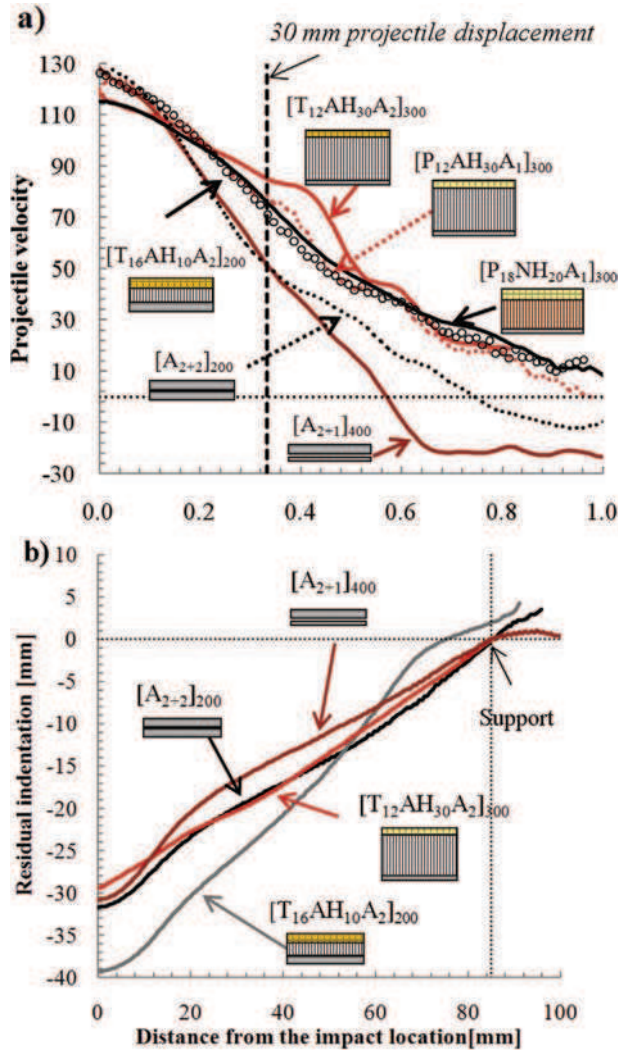 a)
30 mm projectile displacement
Projectile velocity
130
110
90
70
50
30
10
-10
-30
[T₁₂AH₃₀A₂]₃₀₀
[P₁₂AH₃₀A₁]₃₀₀
[T₁₆AH₁₀A₂]₂₀₀
[P₁₈NH₂₀A₁]₃₀₀
[A₂₊₂]₂₀₀
[A₂₊₁]₄₀₀
0.0 0.2 0.4 0.6 0.8 1.0
b)
Residual indentation [mm]
10
5
0
-5
-10
-15
-20
-25
-30
-35
-40
[A₂₊₁]₄₀₀
[A₂₊₂]₂₀₀
Support
[T₁₂AH₃₀A₂]₃₀₀
[T₁₆AH₁₀A₂]₂₀₀
0 20 40 60 80 100
Distance from the impact location[mm]